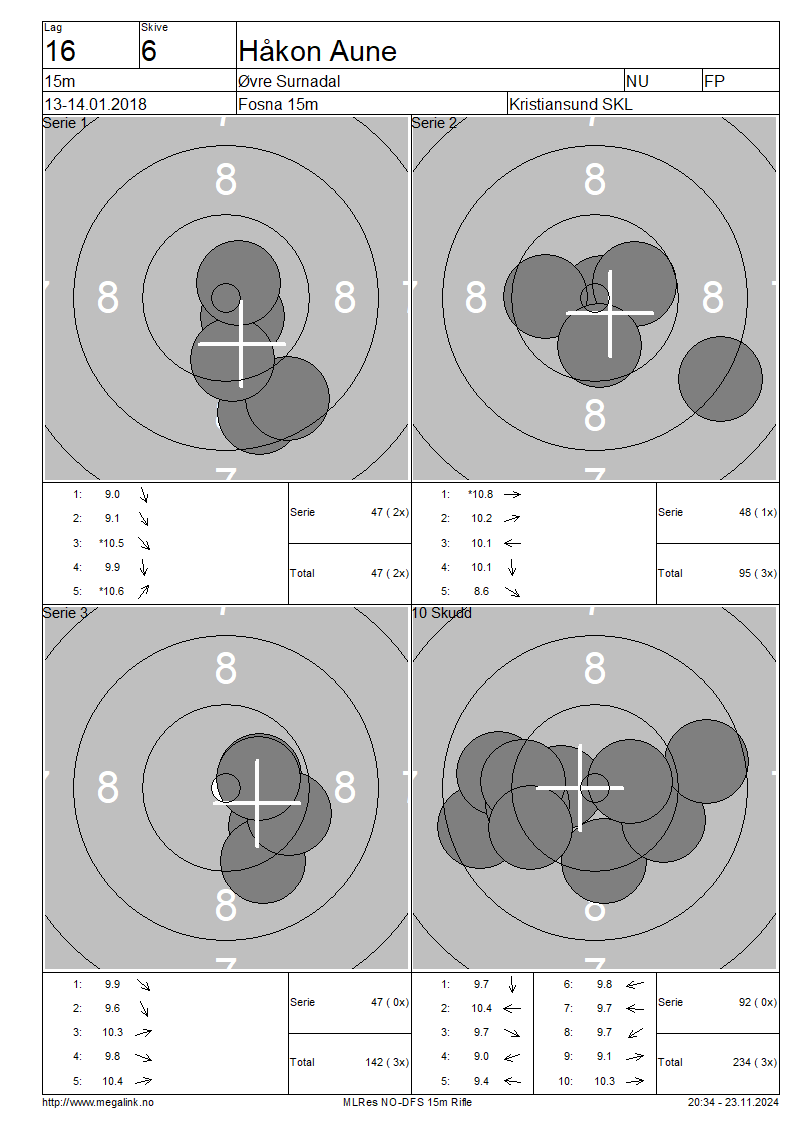 Lag Skive
16 6 Håkon Aune
15m Øvre Surnadal NU FP
13-14.01.2018 Fosna 15m Kristiansund SKL
Serie 1 Serie 2
7 7
8 8
8 8 7 8 8 7
8
7
1: 9.0 1: *10.8
2: 9.1 Serie 47 ( 2x) 2: 10.2 Serie 48 ( 1x)
3: *10.5 3: 10.1
4: 9.9 Total 47 ( 2x) 4: 10.1 Total 95 ( 3x)
5: *10.6 5: 8.6
Serie 3 10 Skudd
7 7
8 8
8 8 7 8 7
8 8
7 7
1: 9.9 1: 9.7 6: 9.8
2: 9.6 Serie 47 ( 0x) 2: 10.4 7: 9.7 Serie 92 ( 0x)
3: 10.3 3: 9.7 8: 9.7
4: 9.8 Total 142 ( 3x) 4: 9.0 9: 9.1 Total 234 ( 3x)
5: 10.4 5: 9.4 10: 10.3
http://www.megalink.no MLRes NO-DFS 15m Rifle 20:34 - 23.11.2024